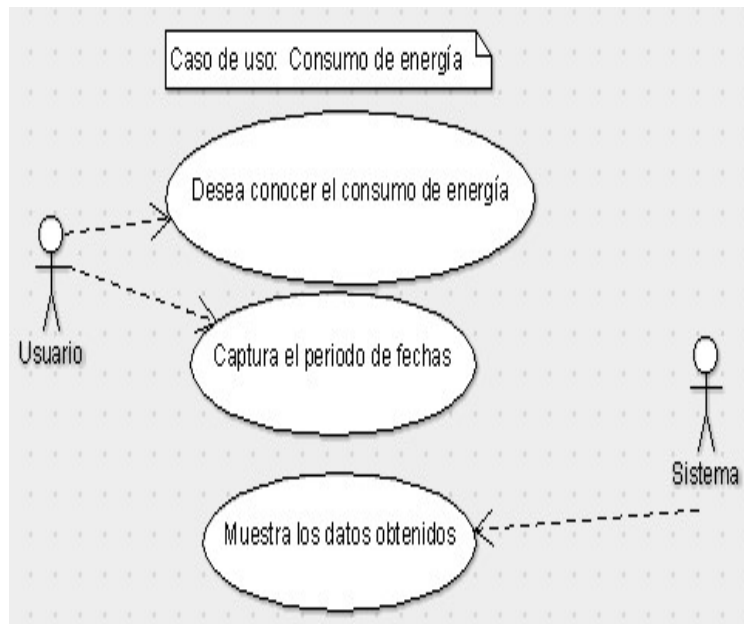 Caso de uso: Consumo de energía
Desea conocer el consumo de energía
Usuario
Captura el periodo de fechas
Sistema
Muestra los datos obtenidos